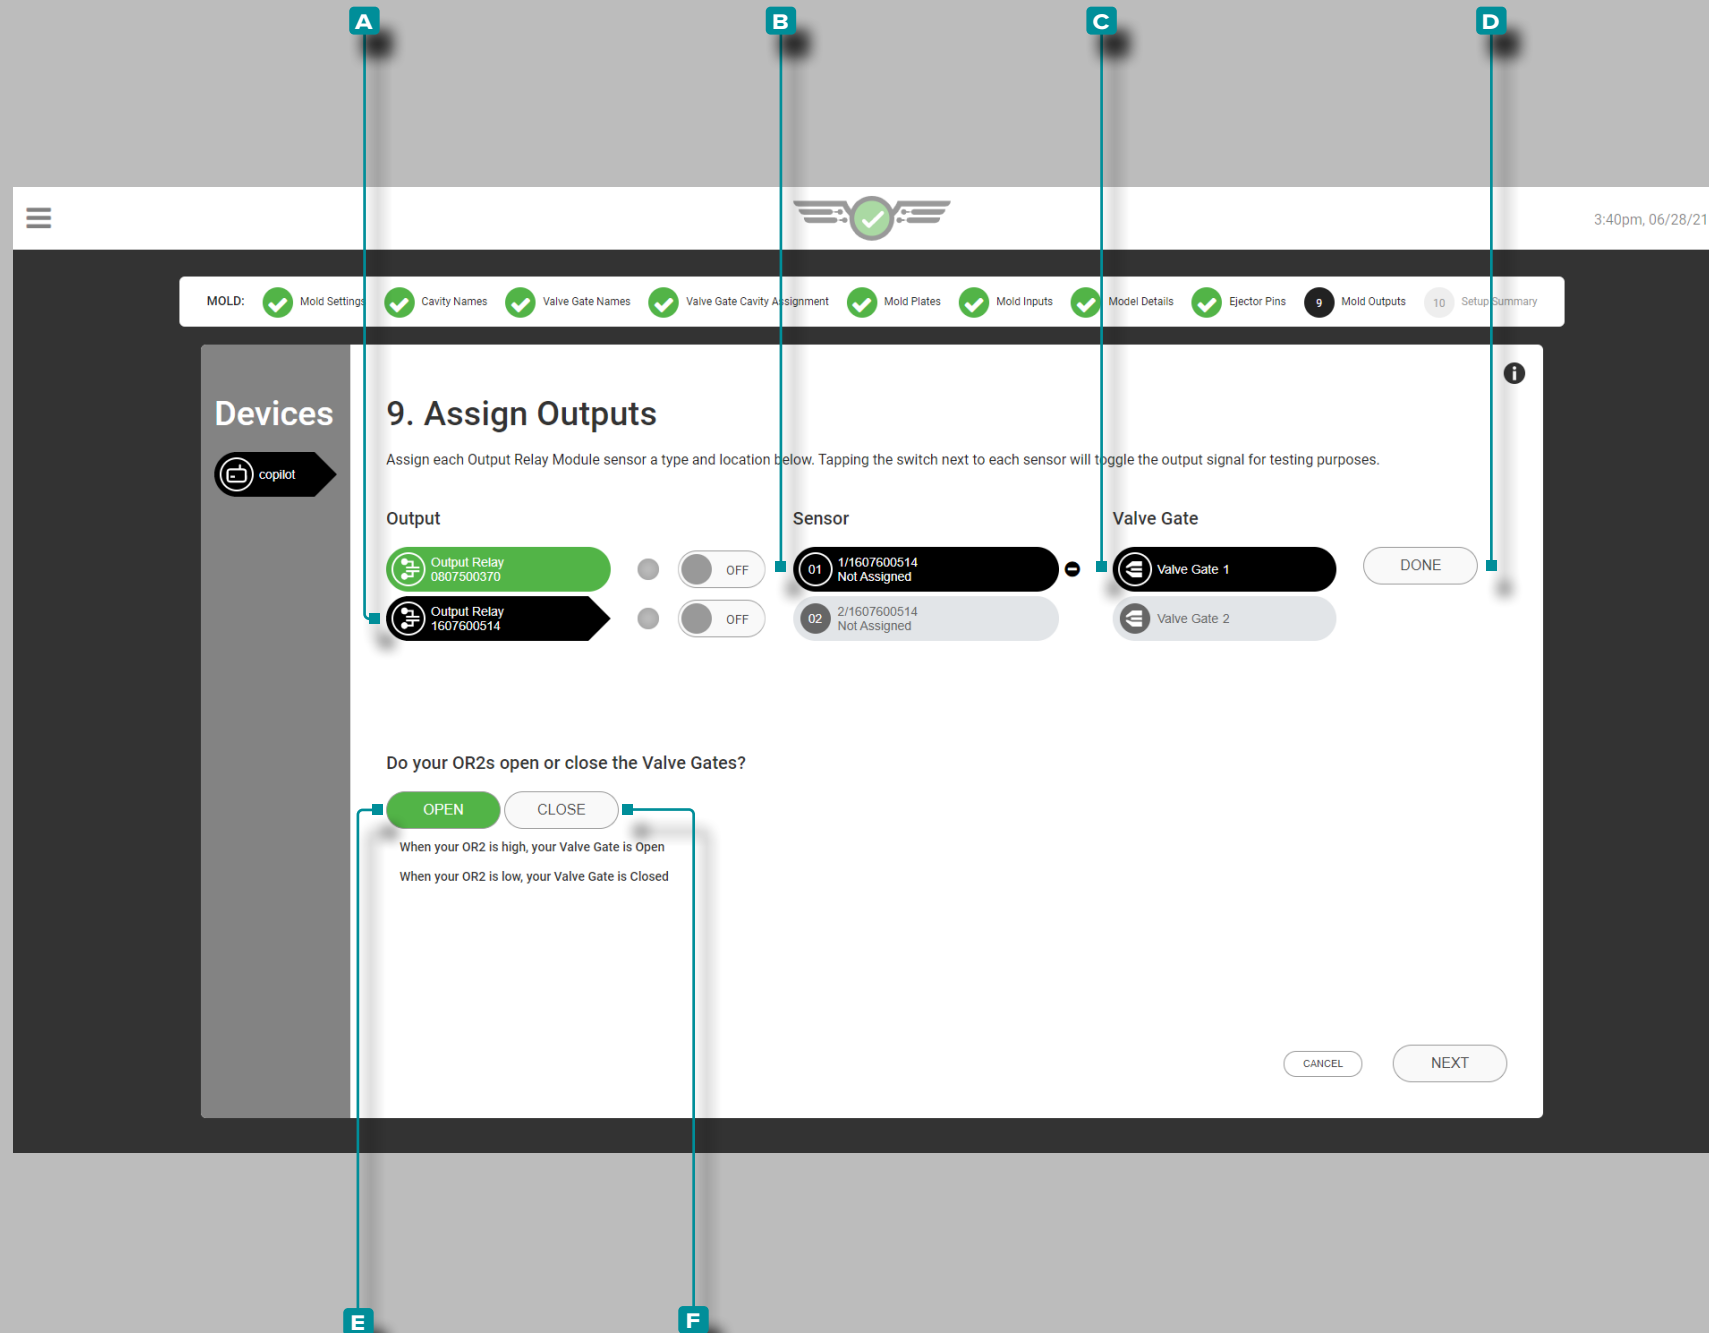 A B C D
3:40pm, 06/28/21
MOLD: Mold Settings Cavity Names Valve Gate Names Valve Gate Cavity Assignment Mold Plates Mold Inputs Model Details Ejector Pins 9 Mold Outputs 10 Setup Summary
Devices
copilot
9. Assign Outputs
Assign each Output Relay Module sensor a type and location below. Tapping the switch next to each sensor will toggle the output signal for testing purposes.
Output Sensor Valve Gate
Output Relay
0807500370
OFF
01 1/1607600514
Not Assigned
Valve Gate 1
DONE
Output Relay
1607600514
OFF
02 2/1607600514
Not Assigned
Valve Gate 2
Do your OR2s open or close the Valve Gates?
OPEN CLOSE
When your OR2 is high, your Valve Gate is Open
When your OR2 is low, your Valve Gate is Closed
CANCEL NEXT
E F